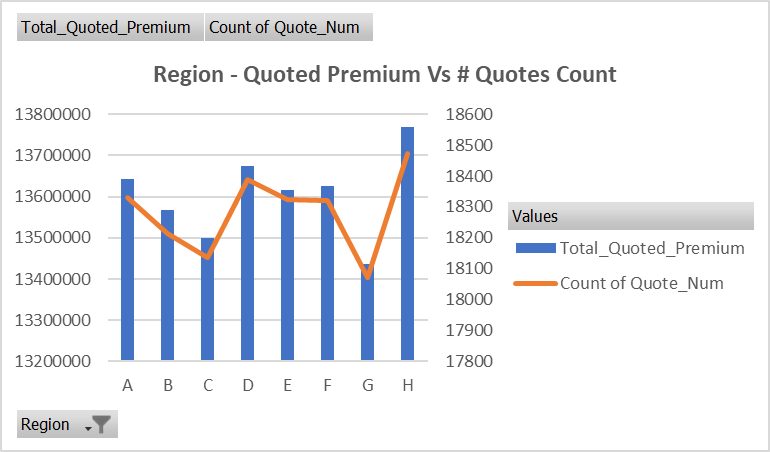 Total_Quoted_Premium Count of Quote_Num
Region - Quoted Premium Vs # Quotes Count
13800000
13700000
13600000
13500000
13400000
13300000
13200000
18600
18500
18400
18300
18200
18100
18000
17900
17800
A B C D E F G H
Values
Total_Quoted_Premium
Count of Quote_Num
Region